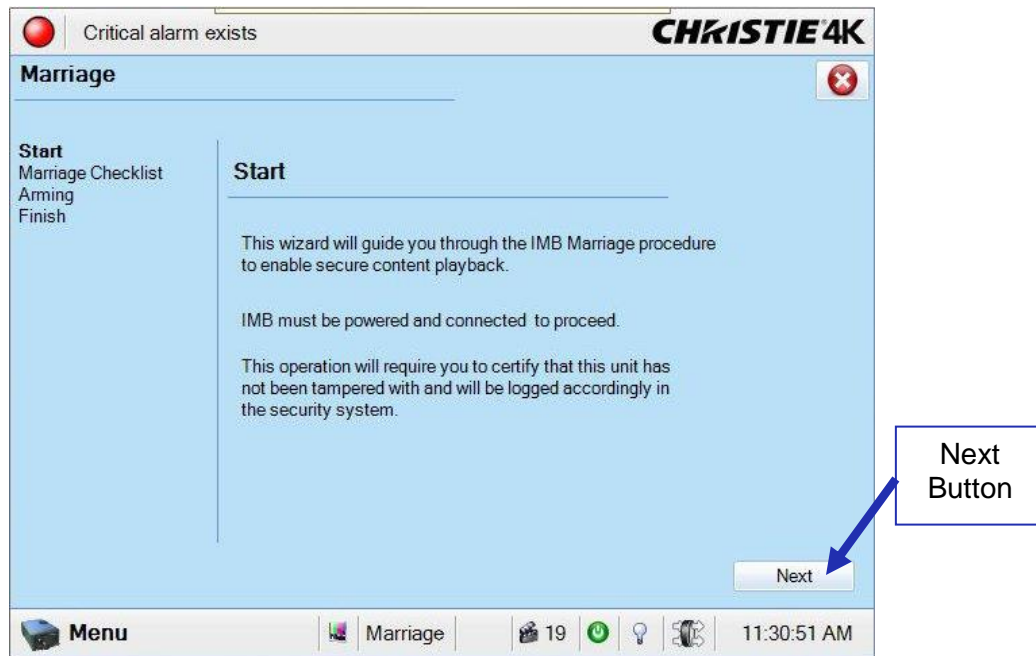 Critical alarm exists
CHRISTIE 4K
Marriage
Start
Marriage Checklist
Arming
Finish
Start
This wizard will guide you through the IMB Marriage procedure
to enable secure content playback.
IMB must be powered and connected to proceed.
This operation will require you to certify that this unit has
not been tampered with and will be logged accordingly in
the security system.
Next
Button
Next
Menu
Marriage
19
11:30:51 AM